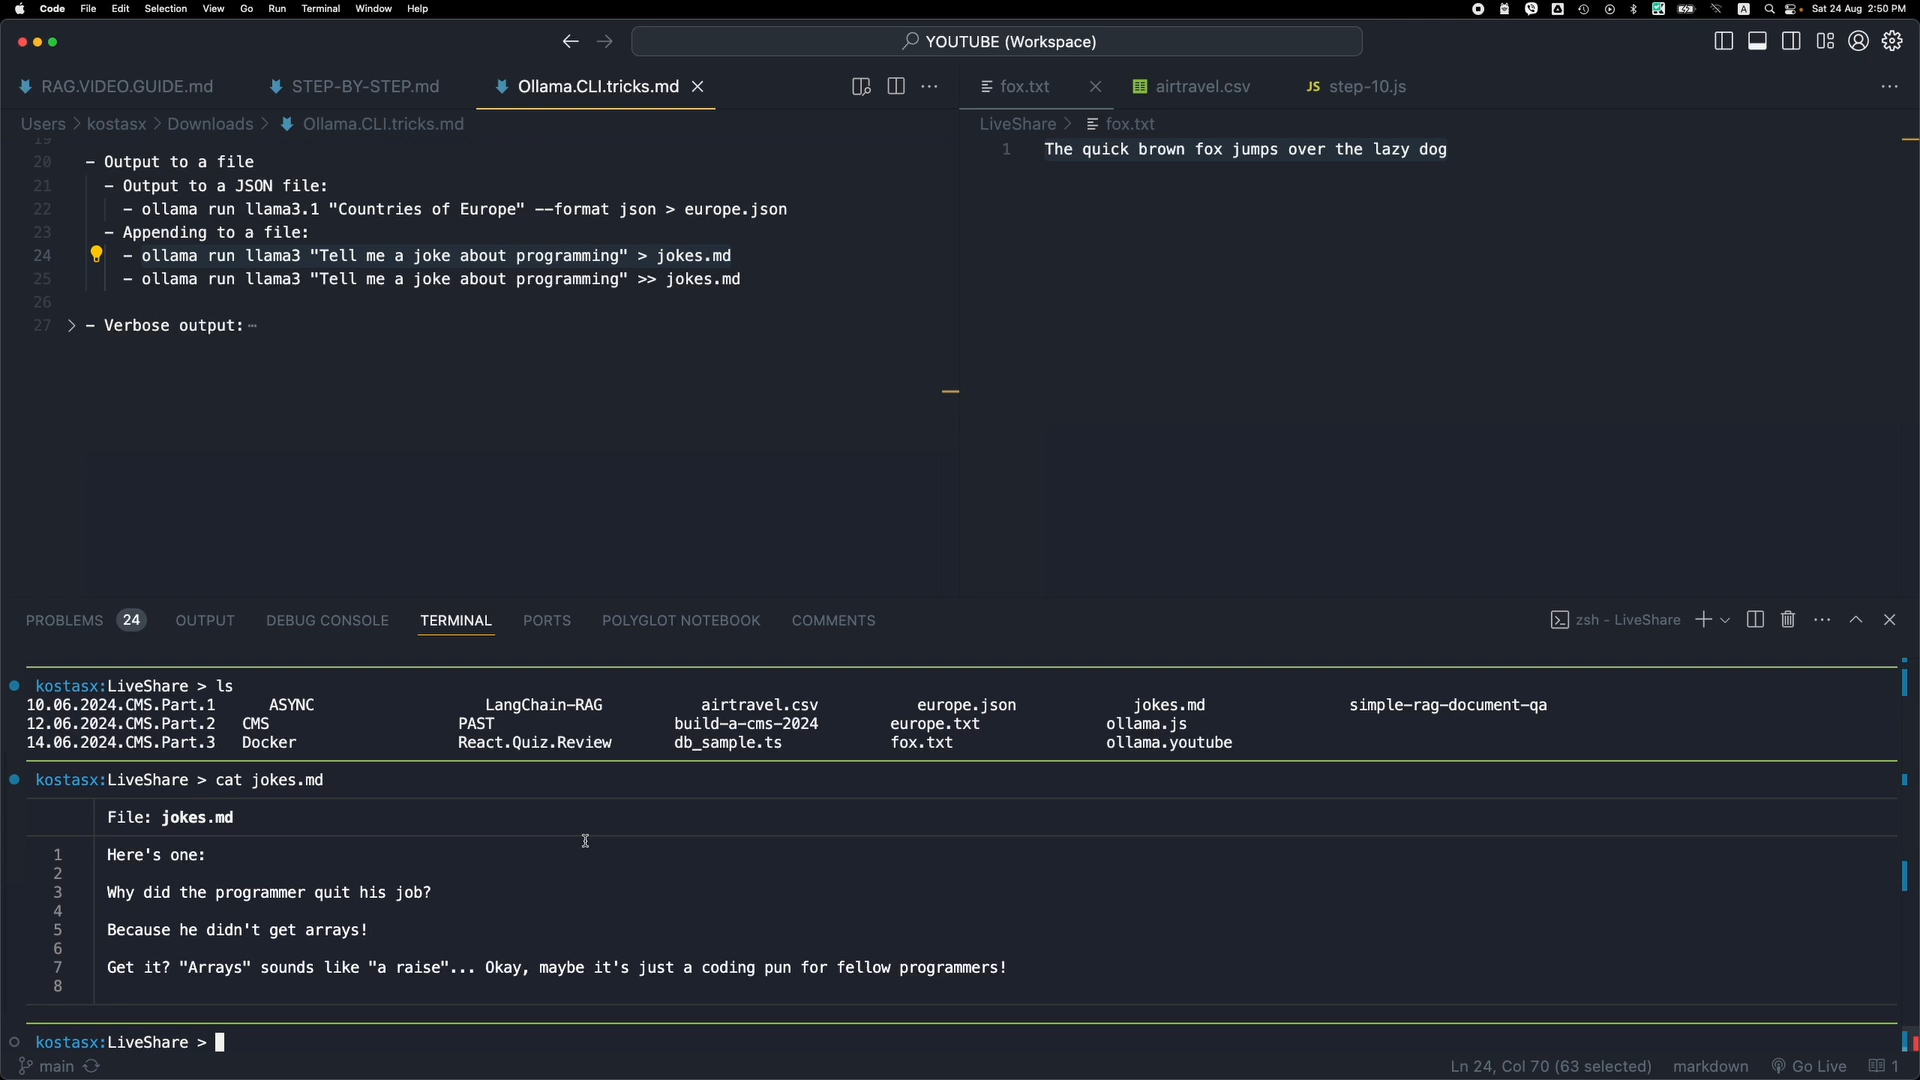 Code File Edit Selection View Go Run Terminal Window Help
A
Sat 24 Aug 2:50 PM
YOUTUBE (Workspace)
RAG.VIDEO.GUIDE.md STEP-BY-STEP.md Ollama.CLI.tricks.md
Users > kostasx > Downloads > Ollama.CLI.tricks.md
19
20 - Output to a file
21 - Output to a JSON file:
22 - ollama run llama3.1 "Countries of Europe" --format json > europe.json
23 - Appending to a file:
24 - ollama run llama3 "Tell me a joke about programming" > jokes.md
25 - ollama run llama3 "Tell me a joke about programming" >> jokes.md
26
27 > - Verbose output: ⋯
fox.txt airtravel.csv JS step-10.js
LiveShare > fox.txt
1 The quick brown fox jumps over the lazy dog
PROBLEMS 24 OUTPUT DEBUG CONSOLE TERMINAL PORTS POLYGLOT NOTEBOOK COMMENTS
zsh - LiveShare
kostasx:LiveShare > ls
10.06.2024.CMS.Part.1 ASYNC LangChain-RAG airtravel.csv europe.json jokes.md simple-rag-document-qa
12.06.2024.CMS.Part.2 CMS PAST build-a-cms-2024 europe.txt ollama.js
14.06.2024.CMS.Part.3 Docker React.Quiz.Review db_sample.ts fox.txt ollama.youtube
kostasx:LiveShare > cat jokes.md
File: jokes.md
1 Here's one:
2
3 Why did the programmer quit his job?
4
5 Because he didn't get arrays!
6
7 Get it? "Arrays" sounds like "a raise"... Okay, maybe it's just a coding pun for fellow programmers!
8
kostasx:LiveShare >
main
Ln 24, Col 70 (63 selected) markdown Go Live 1